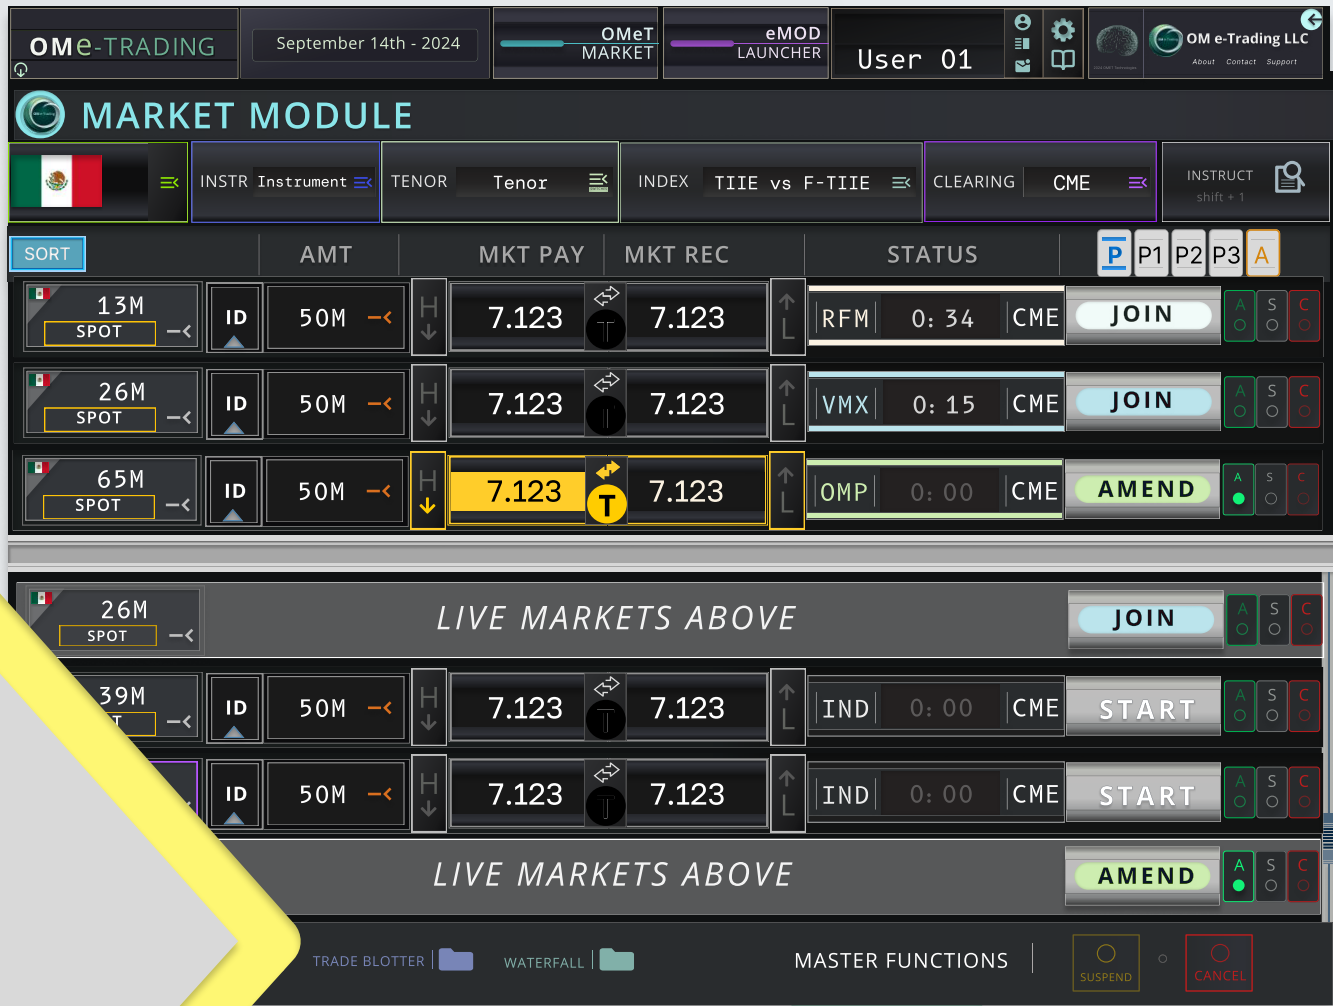 OMe-TRADING
September 14th - 2024
OMeT
MARKET
eMOD
LAUNCHER
User 01
OM e-Trading LLC
About Contact Support
MARKET MODULE
INSTR Instrument
TENOR Tenor
INDEX TIIE vs F-TIIE
CLEARING CME
INSTRUCT
shift + 1
SORT AMT MKT PAY MKT REC STATUS P P1 P2 P3 A
13M
SPOT
ID 50M H 7.123 T 7.123 L RFM 0: 34 CME JOIN A S C
26M
SPOT
ID 50M H 7.123 T 7.123 L VMX 0: 15 CME JOIN A S C
65M
SPOT
ID 50M H 7.123 T 7.123 L OMP 0: 00 CME AMEND A S C
26M
SPOT
LIVE MARKETS ABOVE JOIN A S C
39M
ID 50M H 7.123 T 7.123 L IND 0: 00 CME START A S C
ID 50M H 7.123 T 7.123 L IND 0: 00 CME START A S C
LIVE MARKETS ABOVE AMEND A S C
TRADE BLOTTER WATERFALL MASTER FUNCTIONS SUSPEND CANCEL